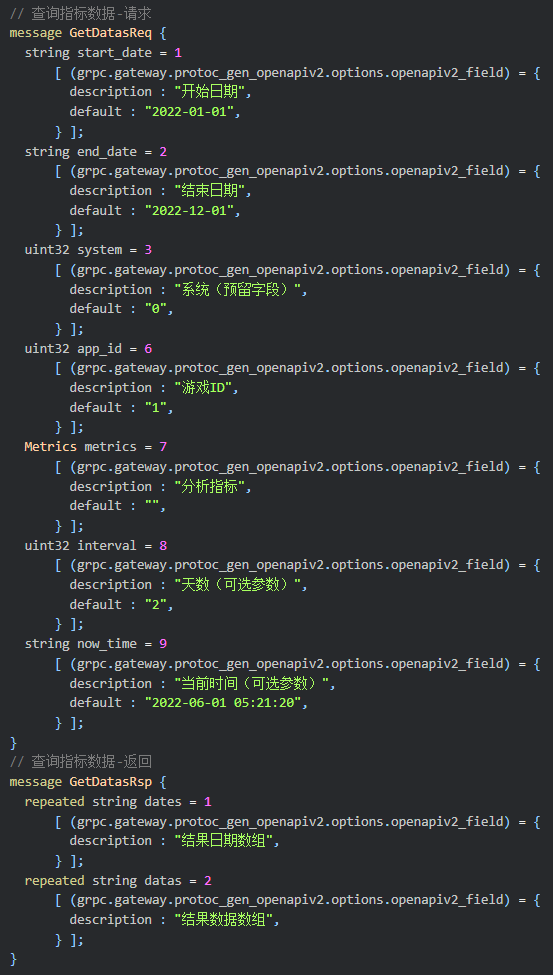 // 查询指标数据-请求
message GetDatasReq {
  string start_date = 1
      [ (grpc.gateway.protoc_gen_openapiv2.options.openapiv2_field) = {
        description : "开始日期",
        default : "2022-01-01",
      } ];
  string end_date = 2
      [ (grpc.gateway.protoc_gen_openapiv2.options.openapiv2_field) = {
        description : "结束日期",
        default : "2022-12-01",
      } ];
  uint32 system = 3
      [ (grpc.gateway.protoc_gen_openapiv2.options.openapiv2_field) = {
        description : "系统（预留字段）",
        default : "0",
      } ];
  uint32 app_id = 6
      [ (grpc.gateway.protoc_gen_openapiv2.options.openapiv2_field) = {
        description : "游戏ID",
        default : "1",
      } ];
  Metrics metrics = 7
      [ (grpc.gateway.protoc_gen_openapiv2.options.openapiv2_field) = {
        description : "分析指标",
        default : "",
      } ];
  uint32 interval = 8
      [ (grpc.gateway.protoc_gen_openapiv2.options.openapiv2_field) = {
        description : "天数（可选参数）",
        default : "2",
      } ];
  string now_time = 9
      [ (grpc.gateway.protoc_gen_openapiv2.options.openapiv2_field) = {
        description : "当前时间（可选参数）",
        default : "2022-06-01 05:21:20",
      } ];
}
// 查询指标数据-返回
message GetDatasRsp {
  repeated string dates = 1
      [ (grpc.gateway.protoc_gen_openapiv2.options.openapiv2_field) = {
        description : "结果日期数组",
      } ];
  repeated string datas = 2
      [ (grpc.gateway.protoc_gen_openapiv2.options.openapiv2_field) = {
        description : "结果数据数组",
      } ];
}